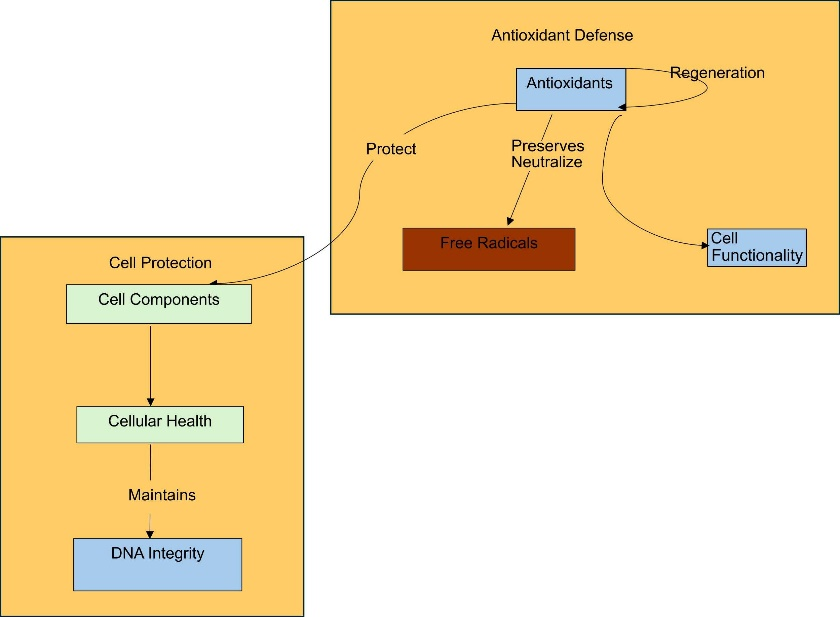 Antioxidant Defense
Antioxidants
Regeneration
Protect
Preserves
Neutralize
Free Radicals
Cell
Functionality
Cell Protection
Cell Components
Cellular Health
Maintains
DNA Integrity